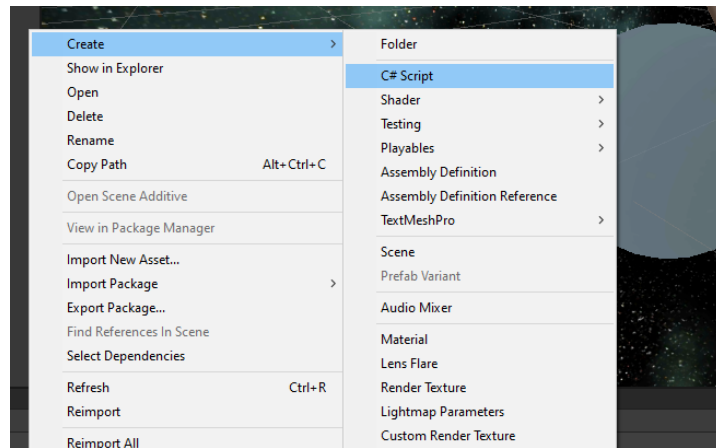 Create
Show in Explorer
Open
Delete
Rename
Copy Path Alt+Ctrl+C
Open Scene Additive
View in Package Manager
Import New Asset...
Import Package
Export Package...
Find References In Scene
Select Dependencies
Refresh Ctrl+R
Reimport
Reimport All
Folder
C# Script
Shader
Testing
Playables
Assembly Definition
Assembly Definition Reference
TextMeshPro
Scene
Prefab Variant
Audio Mixer
Material
Lens Flare
Render Texture
Lightmap Parameters
Custom Render Texture